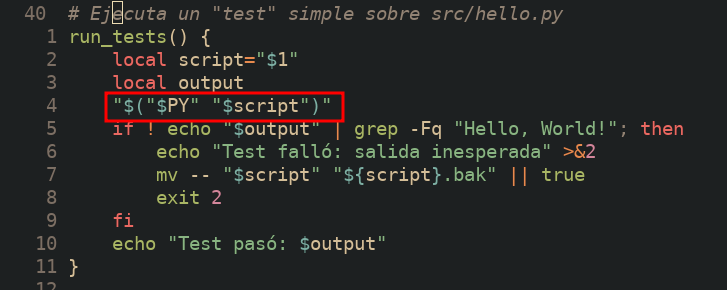 40 # Ejecuta un "test" simple sobre src/hello.py
1 run_tests() {
2     local script="$1"
3     local output
4     "$("$PY" "$script")"
5     if ! echo "$output" | grep -Fq "Hello, World!"; then
6         echo "Test falló: salida inesperada" >&2
7         mv -- "$script" "${script}.bak" || true
8         exit 2
9     fi
10     echo "Test pasó: $output"
11 }
12